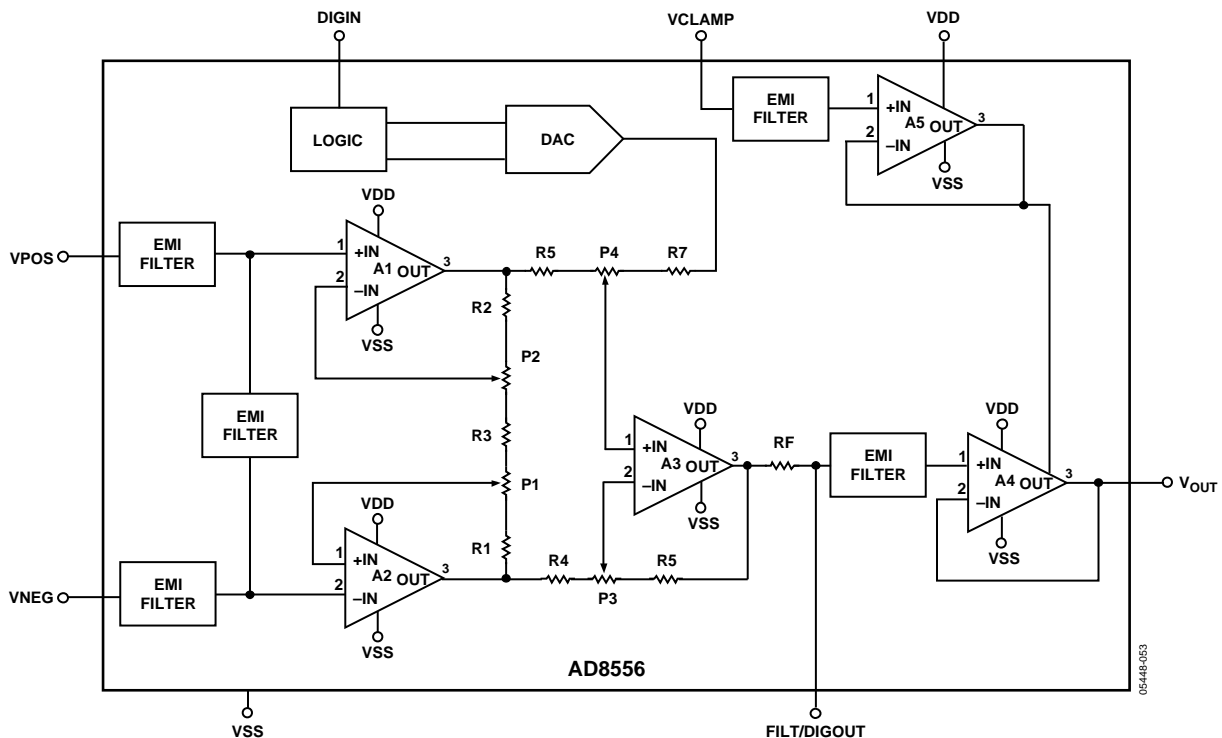 DIGIN
VCLAMP
VDD
LOGIC
DAC
EMI
FILTER
1
+IN
2
–IN
A5
OUT
3
VSS
VPOS
EMI
FILTER
VDD
1
+IN
2
–IN
A1
OUT
3
VSS
R5
P4
R7
R2
P2
R3
P1
R1
EMI
FILTER
VNEG
EMI
FILTER
VDD
1
+IN
2
–IN
A2
OUT
3
VSS
R4
P3
R5
VDD
1
+IN
2
–IN
A3
OUT
3
VSS
RF
EMI
FILTER
VDD
1
+IN
2
–IN
A4
OUT
3
VSS
VOUT
AD8556
VSS
FILT/DIGOUT
05448-053